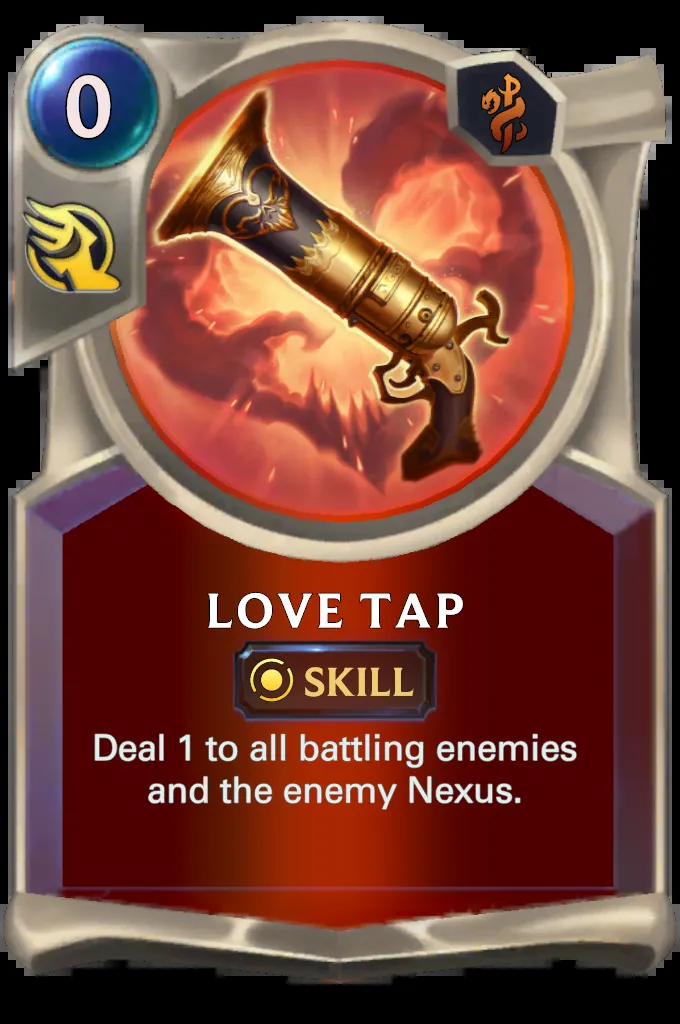 0
LOVE TAP
SKILL
Deal 1 to all battling enemies
and the enemy Nexus.